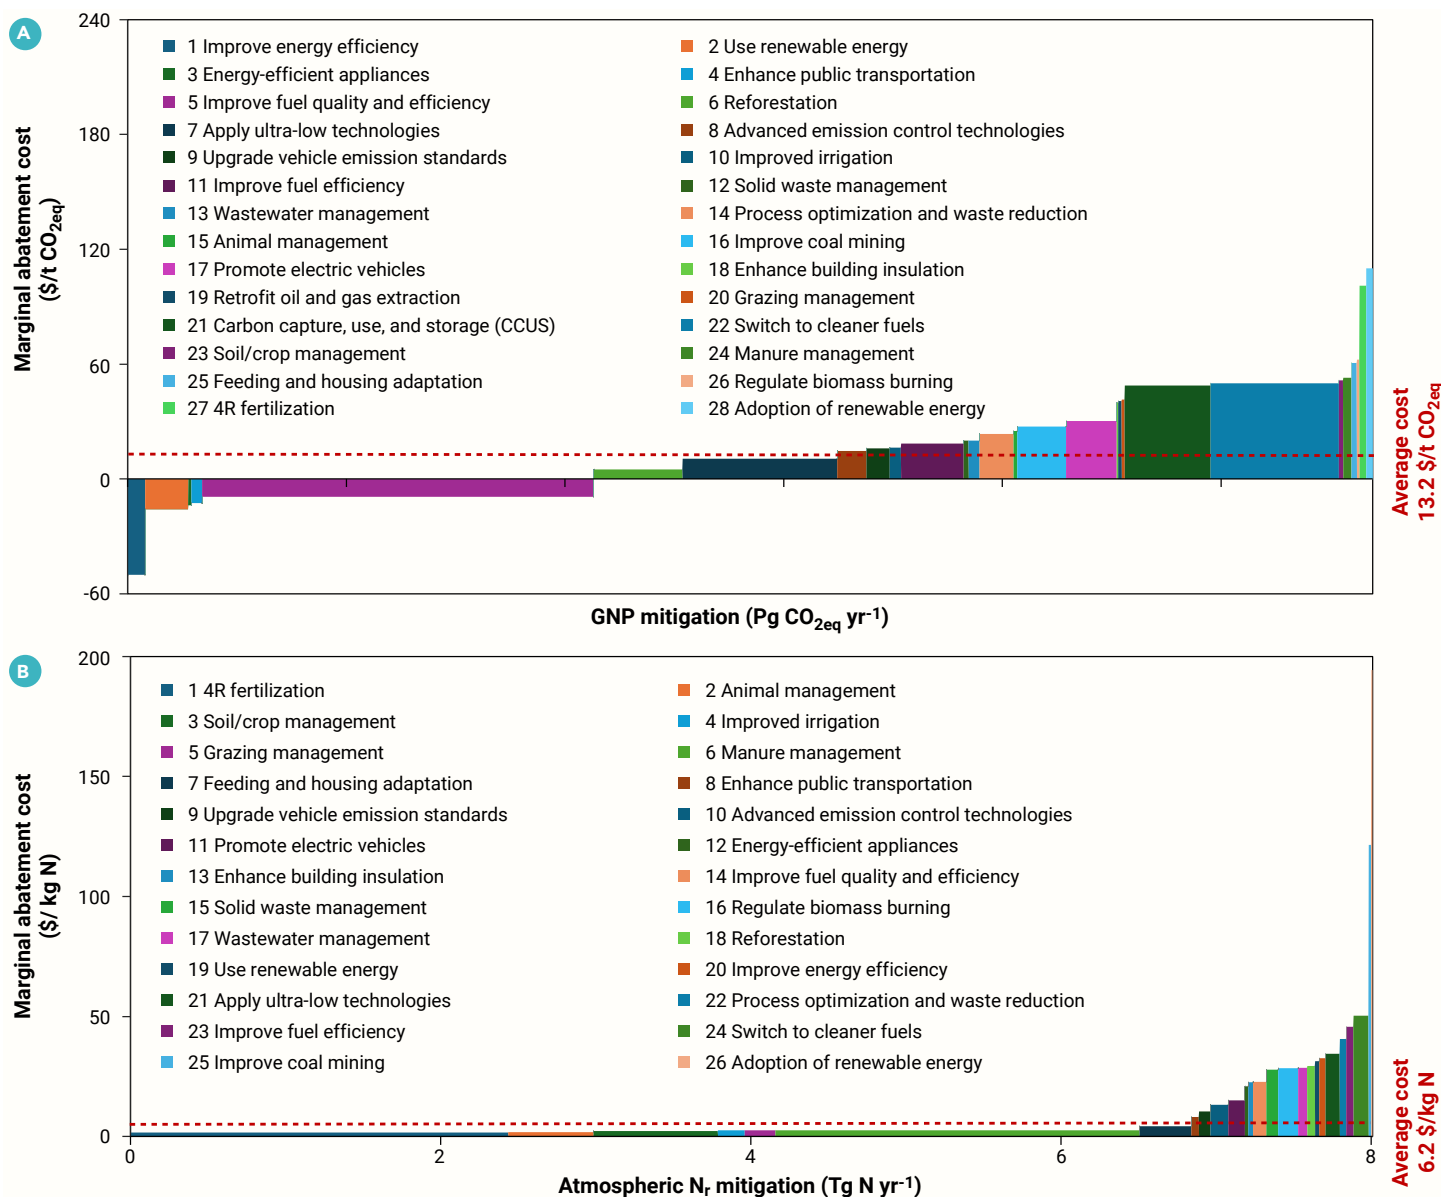 A
240
180
120
60
0
-60
Marginal abatement cost
($/t CO2eq)
1 Improve energy efficiency
2 Use renewable energy
3 Energy-efficient appliances
4 Enhance public transportation
5 Improve fuel quality and efficiency
6 Reforestation
7 Apply ultra-low technologies
8 Advanced emission control technologies
9 Upgrade vehicle emission standards
10 Improved irrigation
11 Improve fuel efficiency
12 Solid waste management
13 Wastewater management
14 Process optimization and waste reduction
15 Animal management
16 Improve coal mining
17 Promote electric vehicles
18 Enhance building insulation
19 Retrofit oil and gas extraction
20 Grazing management
21 Carbon capture, use, and storage (CCUS)
22 Switch to cleaner fuels
23 Soil/crop management
24 Manure management
25 Feeding and housing adaptation
26 Regulate biomass burning
27 4R fertilization
28 Adoption of renewable energy
Average cost
13.2 $/t CO2eq
GNP mitigation (Pg CO2eq yr-1)
B
200
150
100
50
0
Marginal abatement cost
($/ kg N)
1 4R fertilization
2 Animal management
3 Soil/crop management
4 Improved irrigation
5 Grazing management
6 Manure management
7 Feeding and housing adaptation
8 Enhance public transportation
9 Upgrade vehicle emission standards
10 Advanced emission control technologies
11 Promote electric vehicles
12 Energy-efficient appliances
13 Enhance building insulation
14 Improve fuel quality and efficiency
15 Solid waste management
16 Regulate biomass burning
17 Wastewater management
18 Reforestation
19 Use renewable energy
20 Improve energy efficiency
21 Apply ultra-low technologies
22 Process optimization and waste reduction
23 Improve fuel efficiency
24 Switch to cleaner fuels
25 Improve coal mining
26 Adoption of renewable energy
Average cost
6.2 $/kg N
0 2 4 6 8
Atmospheric Nr mitigation (Tg N yr-1)